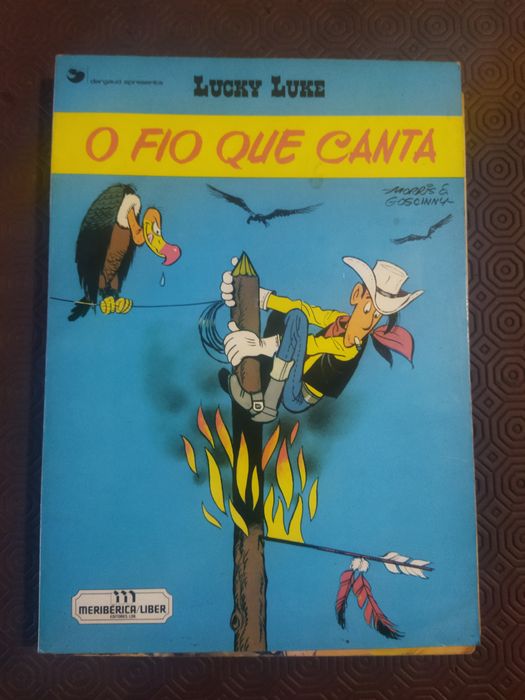 dargaud apresenta
LUCKY LUKE
O FIO QUE CANTA
MORRIS &
GOSCINNY
m
MERIBÉRICA/LIBER
EDITORES, LDA